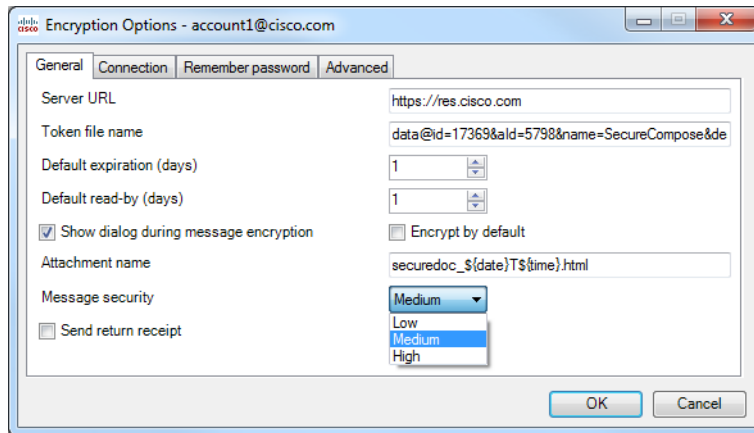 cisco Encryption Options - account1@cisco.com
General Connection Remember password Advanced
Server URL https://res.cisco.com
Token file name data@id=17369&aId=5798&name=SecureCompose&de
Default expiration (days) 1
Default read-by (days) 1
Show dialog during message encryption Encrypt by default
Attachment name securedoc_${date}T${time}.html
Message security Medium
Low
Send return receipt
Medium
High
OK Cancel